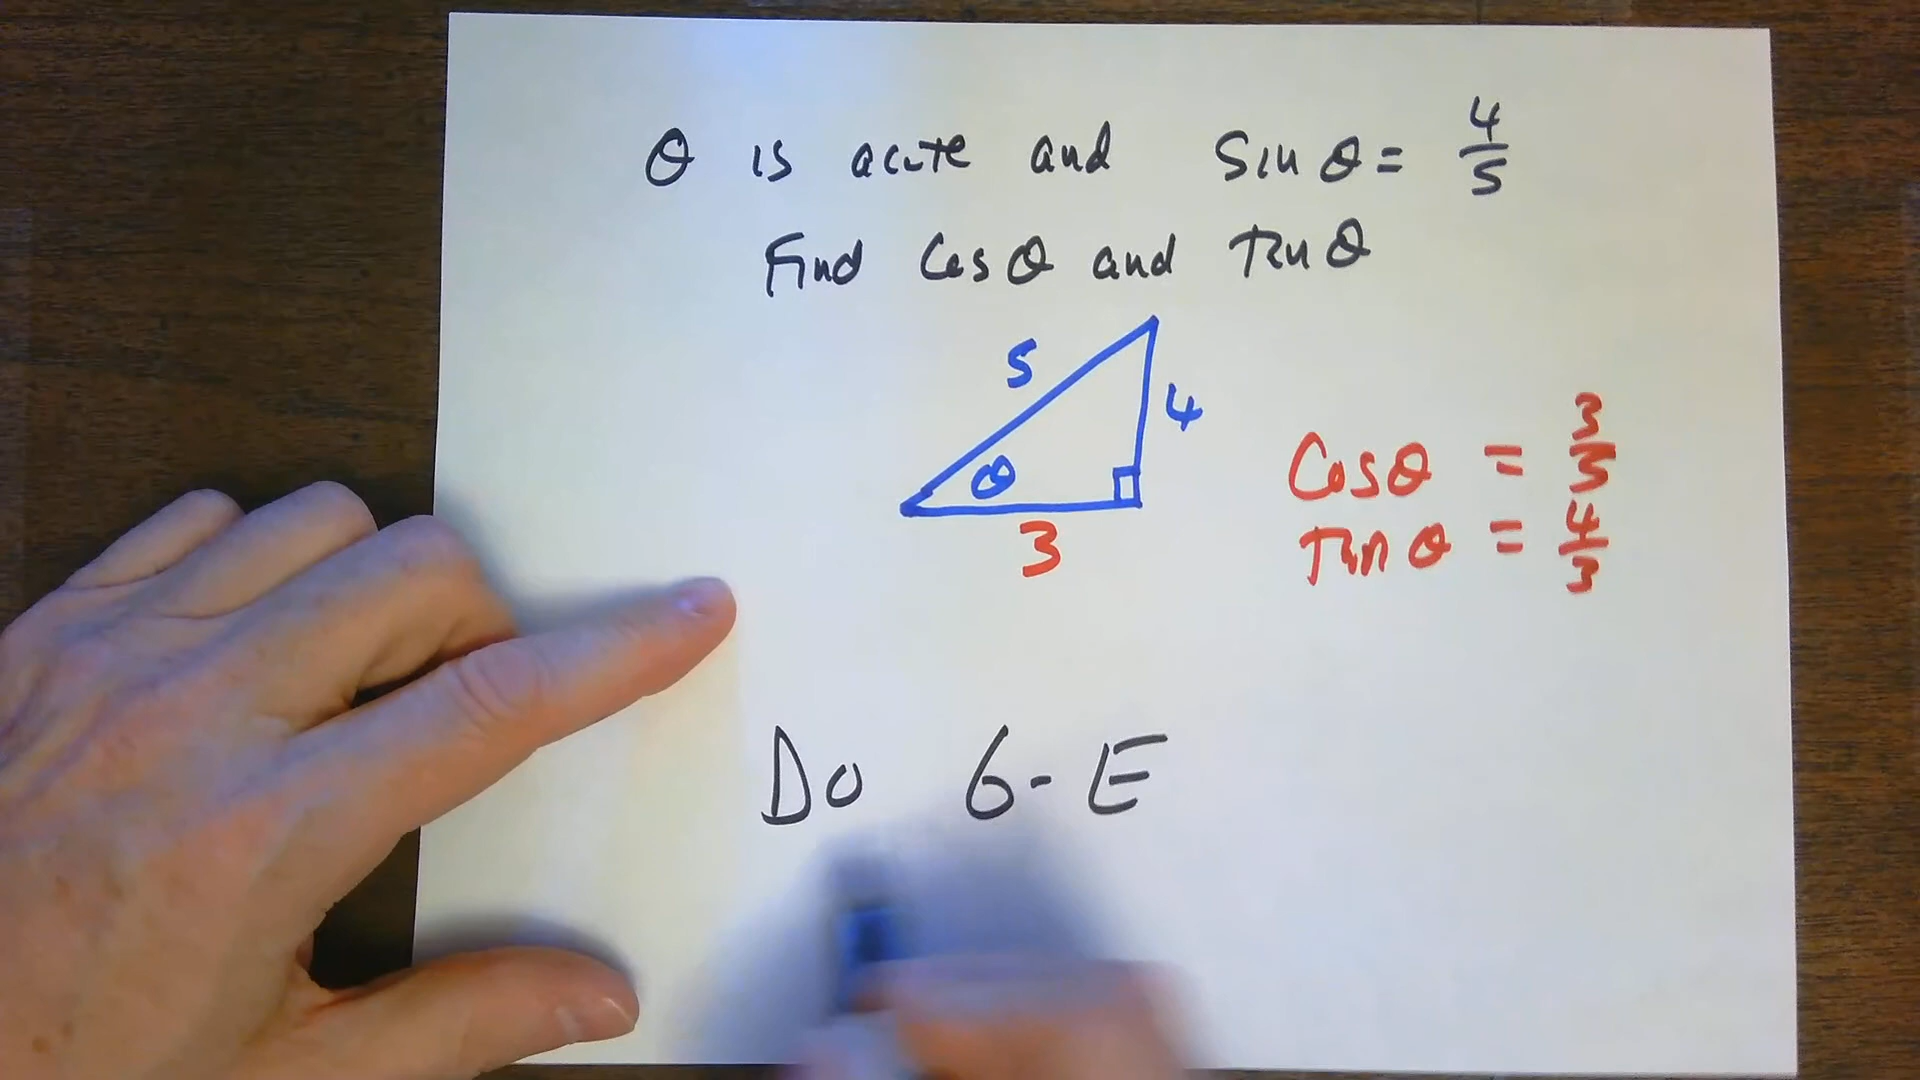 θ is acute and sin θ = 4/5
Find Cos θ and tan θ
5
4
θ
3
Cos θ = 3/5
tan θ = 4/3
Do 6-E